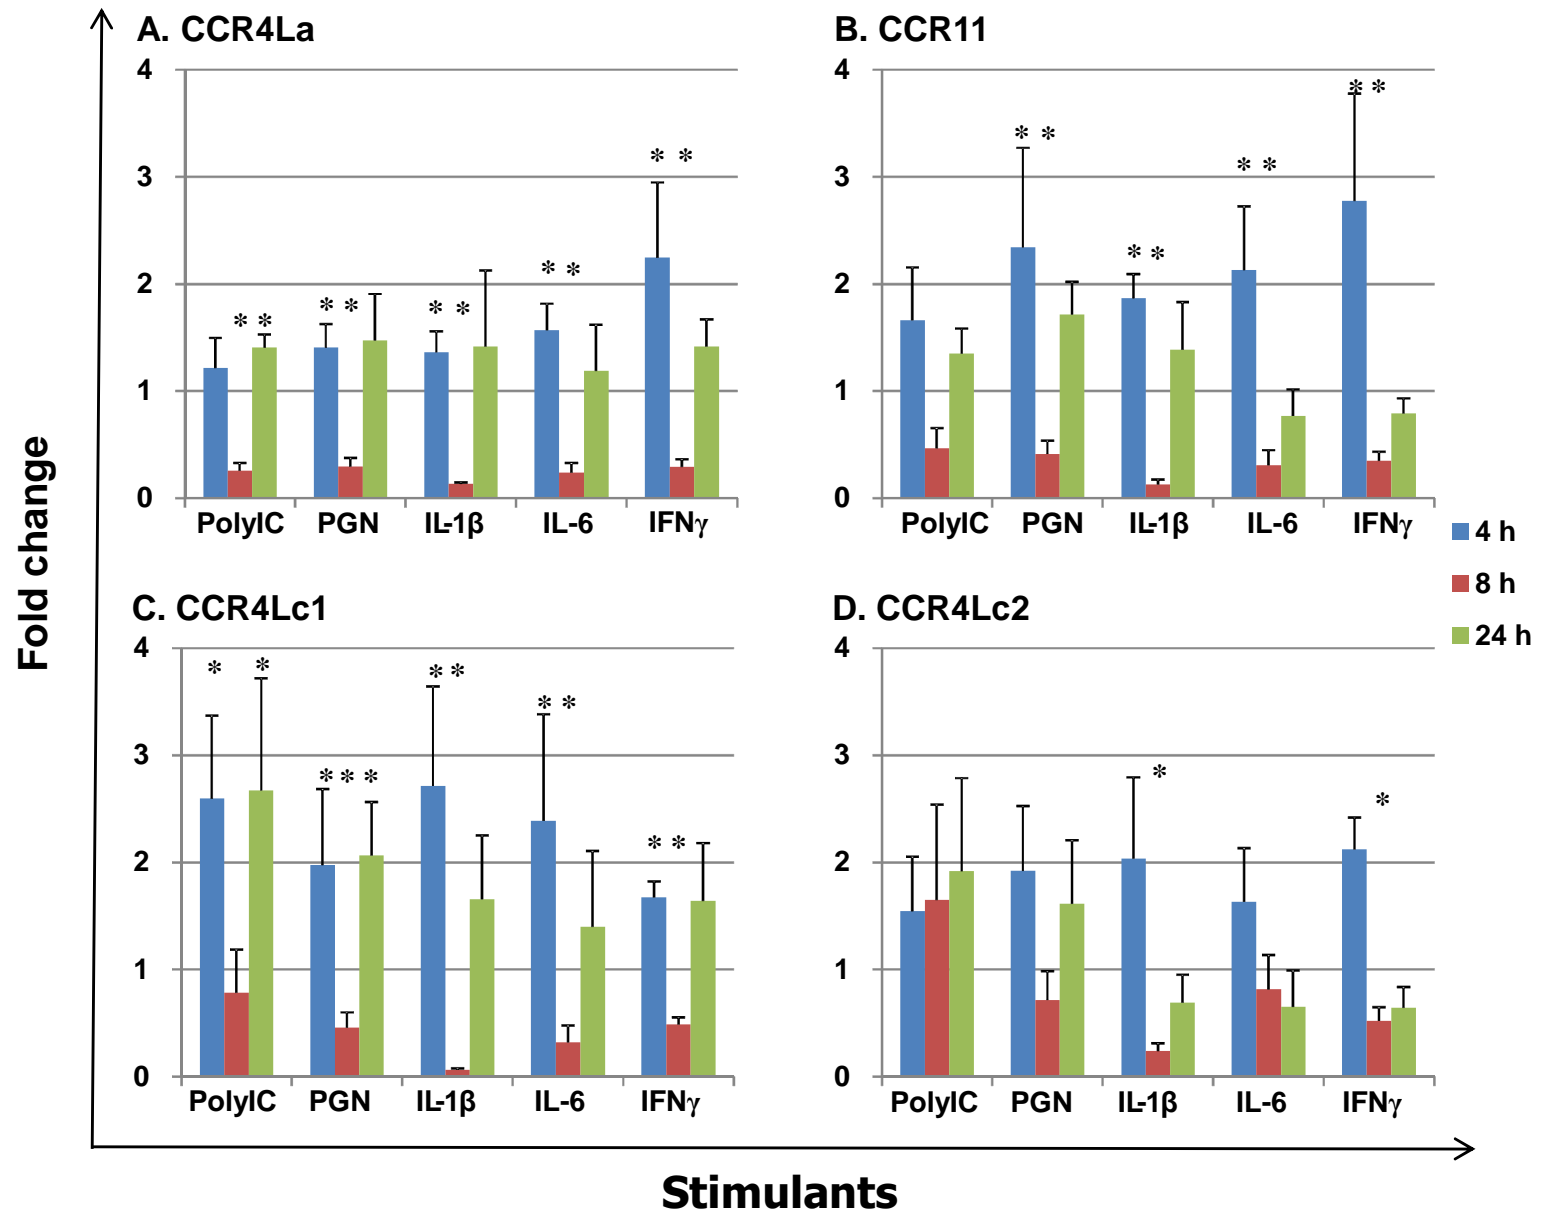 A. CCR4La
4
3
2
1
0
* * * * * * * * * *
PolyIC PGN IL-1β IL-6 IFNγ
B. CCR11
4
3
2
1
0
* * * * * * * *
PolyIC PGN IL-1β IL-6 IFNγ
Fold change
4 h
8 h
24 h
C. CCR4Lc1
4
3
2
1
0
* * * * * * * * * * *
PolyIC PGN IL-1β IL-6 IFNγ
D. CCR4Lc2
4
3
2
1
0
* *
PolyIC PGN IL-1β IL-6 IFNγ
Stimulants